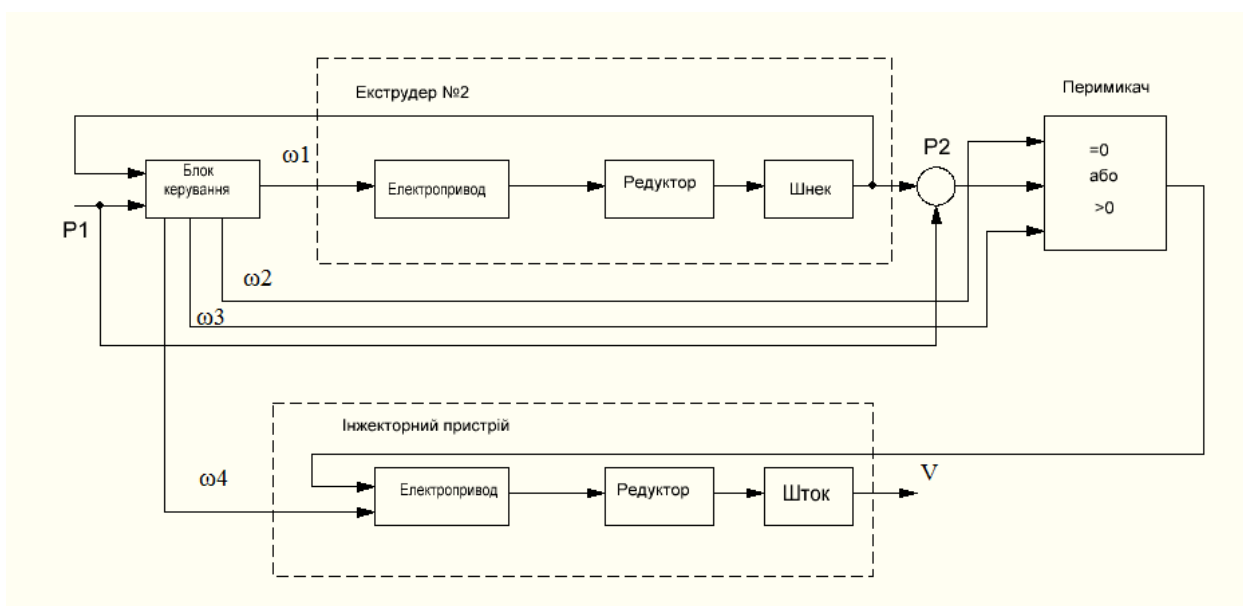 Екструдер №2
Перимикач
Блок
керування
ω1
Електропривод
Редуктор
Шнек
P2
=0
або
>0
P1
ω2
ω3
Інжекторний пристрій
ω4
Електропривод
Редуктор
Шток
V